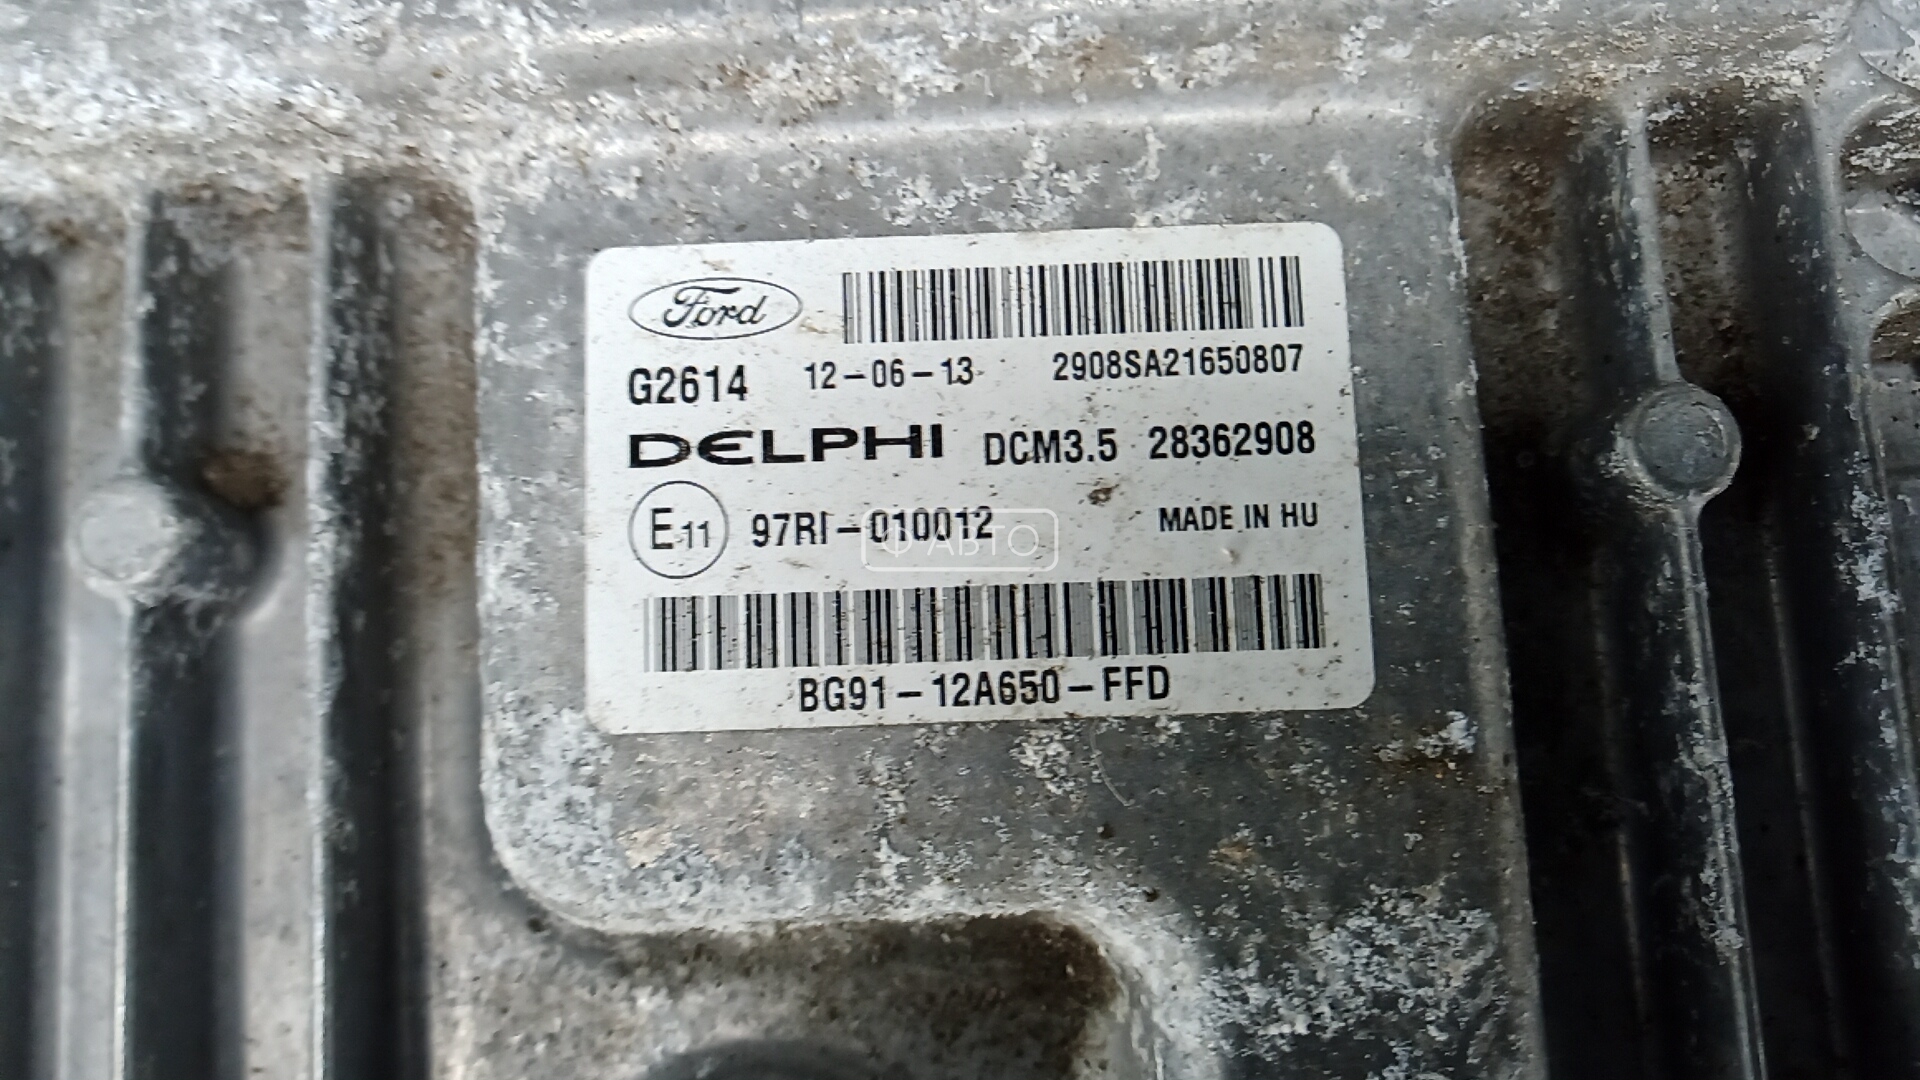 Ford
G2614 12-06-13 2908SA21650807
DELPHI DCM3.5 28362908
E11 97RI-010012 MADE IN HU
Ф АВТО
BG91-12A650-FFD